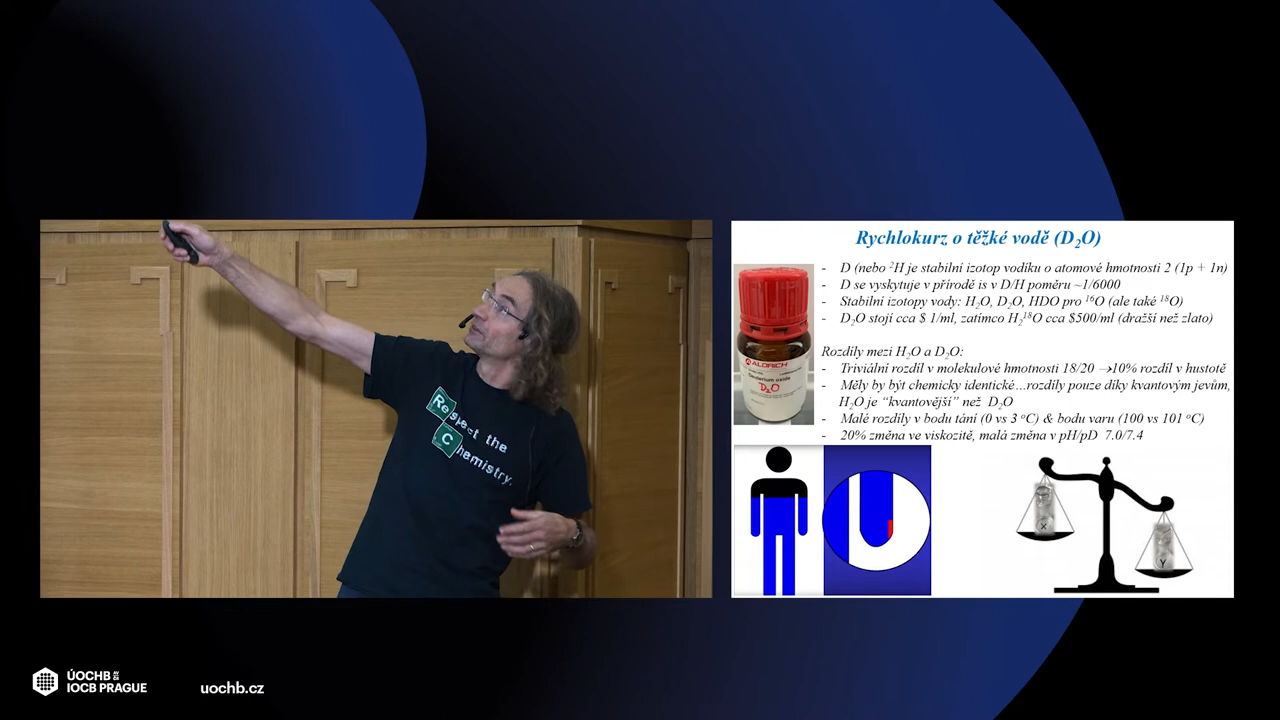 Respect the
Chemistry.
Rychlokurz o těžké vodě (D₂O)
- D (nebo ²H je stabilní izotop vodíku o atomové hmotnosti 2 (1p + 1n)
- D se vyskytuje v přírodě is v D/H poměru ~1/6000
- Stabilní izotopy vody: H₂O, D₂O, HDO pro ¹⁶O (ale také ¹⁸O)
- D₂O stojí cca $ 1/ml, zatímco H₂¹⁸O cca $500/ml (dražší než zlato)
Rozdíly mezi H₂O a D₂O:
- Triviální rozdíl v molekulové hmotnosti 18/20 →10% rozdíl v hustotě
- Měly by být chemicky identické…rozdíly pouze díky kvantovým jevům,
H₂O je “kvantovější” než D₂O
- Malé rozdíly v bodu tání (0 vs 3 °C) & bodu varu (100 vs 101 °C)
- 20% změna ve viskozitě, malá změna v pH/pD 7.0/7.4
ALDRICH
Deuterium oxide
D₂O
X
Y
ÚOCHB
IOCB PRAGUE
uochb.cz